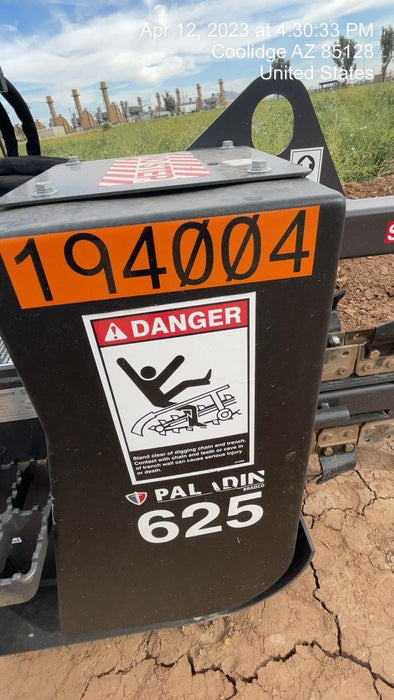 Apr 12, 2023 at 4:30:33 PM
Coolidge AZ 85128
United States
194004
DANGER
Stand clear of digging chain and trench.
Contact with chain and teeth or cave in
of trench wall can cause serious injury
or death.
PALADIN
BRADCO
625
S